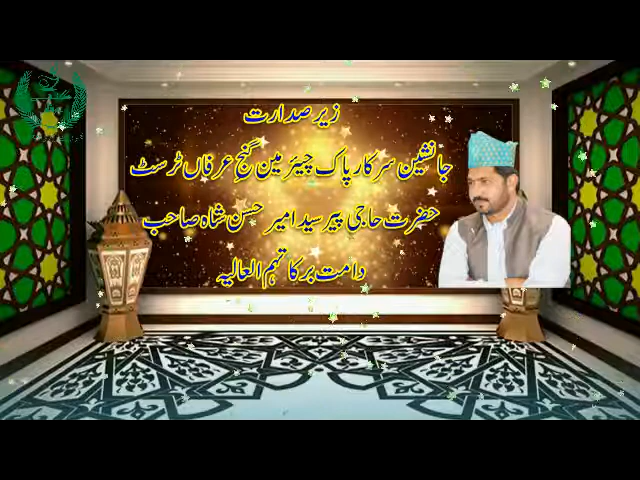 زیر صدارت
جانشین سرکار پاک چیئرمین گنج عرفاں ٹرسٹ
حضرت حاجی پیر سید امیر حسن شاہ صاحب
دامت برکاتہم العالیہ